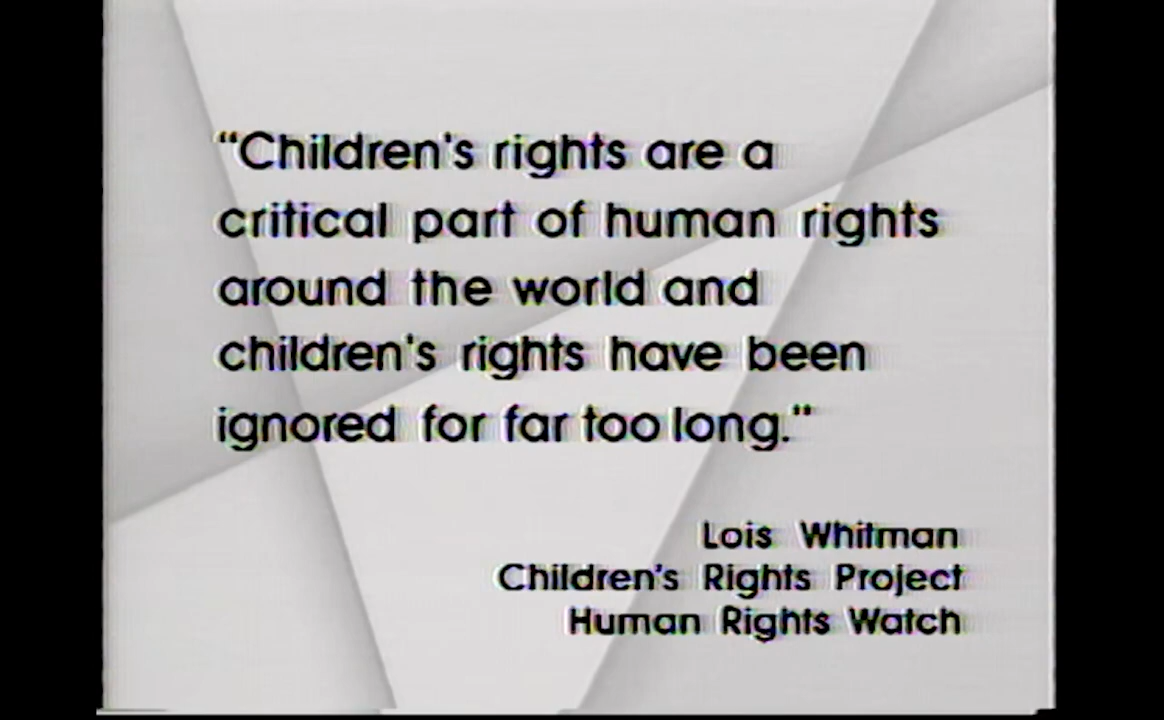 “Children's rights are a
critical part of human rights
around the world and
children's rights have been
ignored for far too long."
Lois Whitman
Children's Rights Project
Human Rights Watch